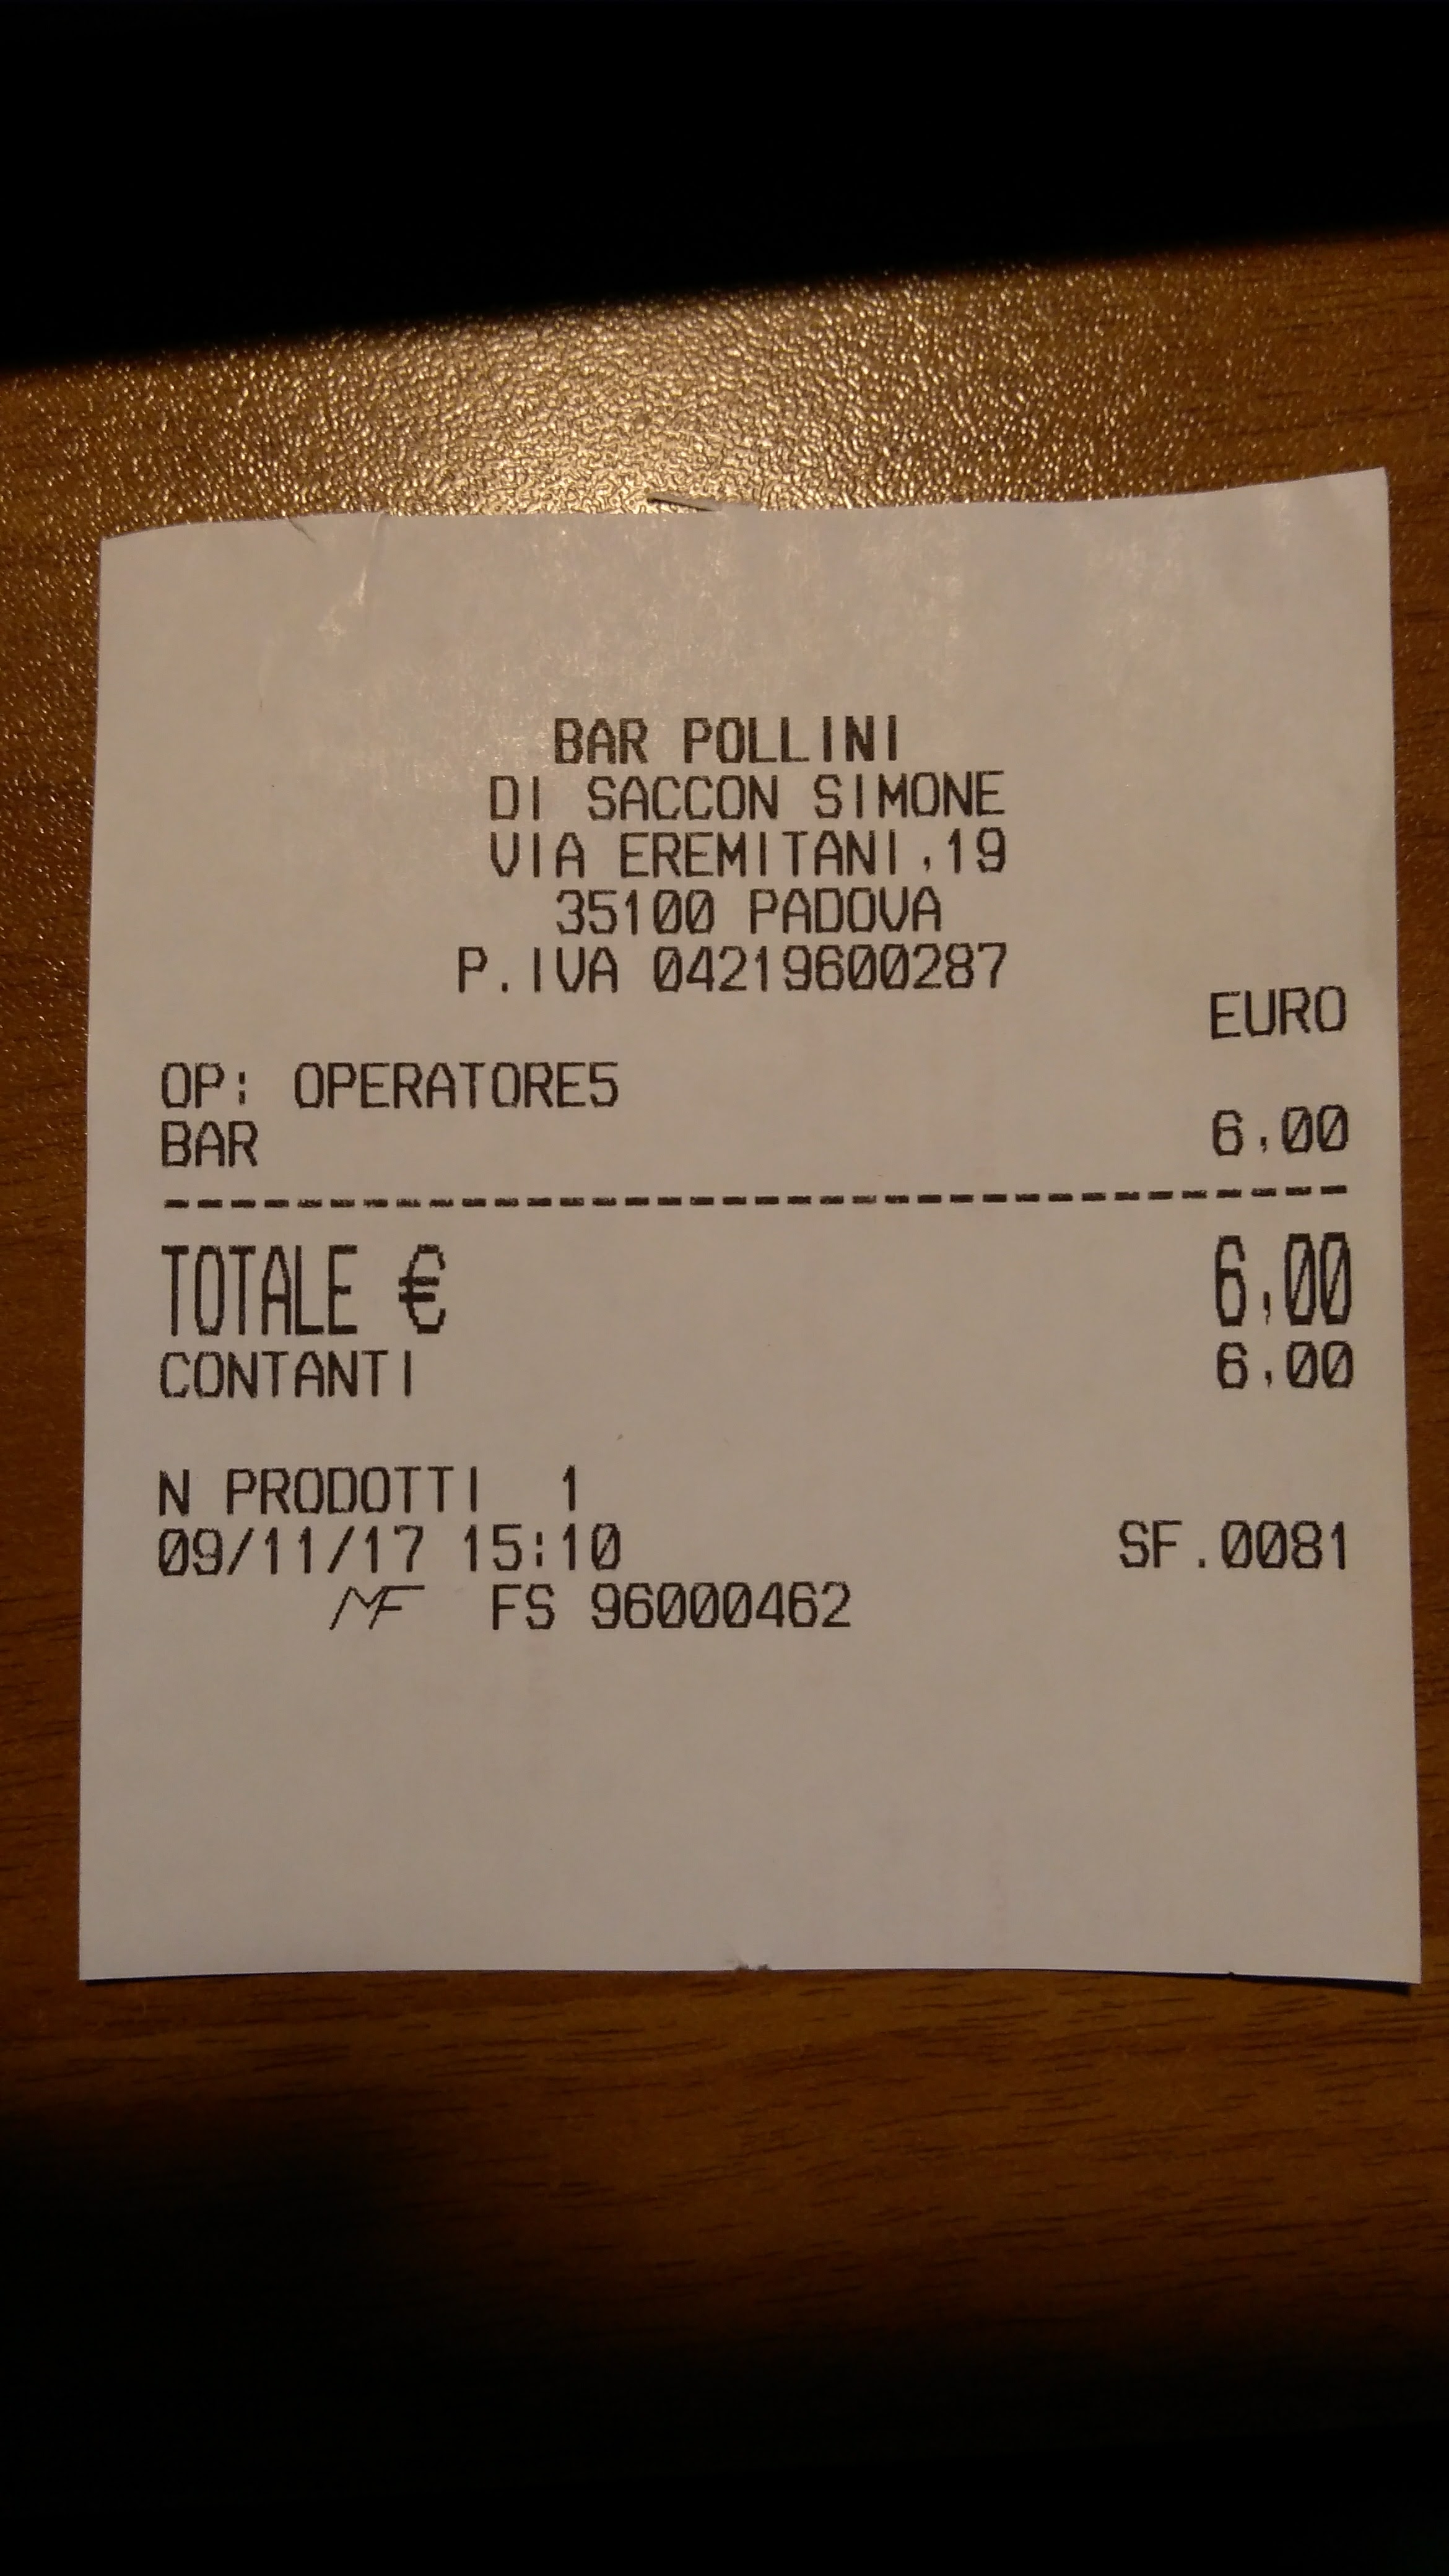 BAR POLLINI
DI SACCON SIMONE
VIA EREMITANI,19
35100 PADOVA
P.IVA 04219600287
EURO
OP: OPERATORE5
BAR 6,00
--------------------------------
TOTALE € 6,00
CONTANTI 6,00
N PRODOTTI 1
09/11/17 15:10 SF.0081
MF FS 96000462